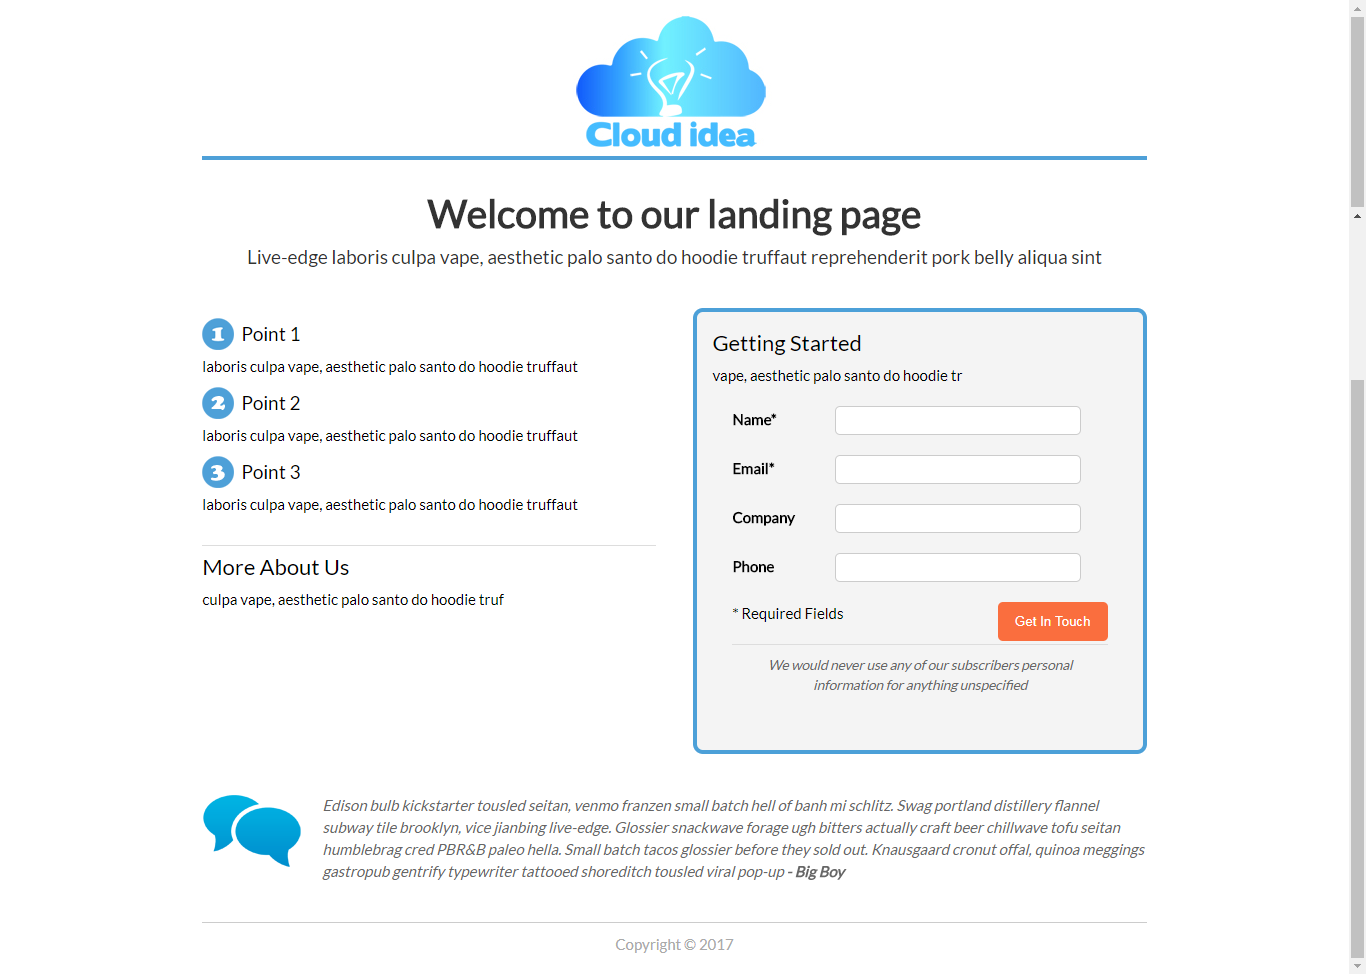 Cloud idea
Welcome to our landing page
Live-edge laboris culpa vape, aesthetic palo santo do hoodie truffaut reprehenderit pork belly aliqua sint
1 Point 1
laboris culpa vape, aesthetic palo santo do hoodie truffaut
2 Point 2
laboris culpa vape, aesthetic palo santo do hoodie truffaut
3 Point 3
laboris culpa vape, aesthetic palo santo do hoodie truffaut
More About Us
culpa vape, aesthetic palo santo do hoodie truf
Getting Started
vape, aesthetic palo santo do hoodie tr
Name*
Email*
Company
Phone
* Required Fields
Get In Touch
We would never use any of our subscribers personal
information for anything unspecified
Edison bulb kickstarter tousled seitan, venmo franzen small batch hell of banh mi schlitz. Swag portland distillery flannel
subway tile brooklyn, vice jianbing live-edge. Glossier snackwave forage ugh bitters actually craft beer chillwave tofu seitan
humblebrag cred PBR&B paleo hella. Small batch tacos glossier before they sold out. Knausgaard cronut offal, quinoa meggings
gastropub gentrify typewriter tattooed shoreditch tousled viral pop-up - Big Boy
Copyright © 2017